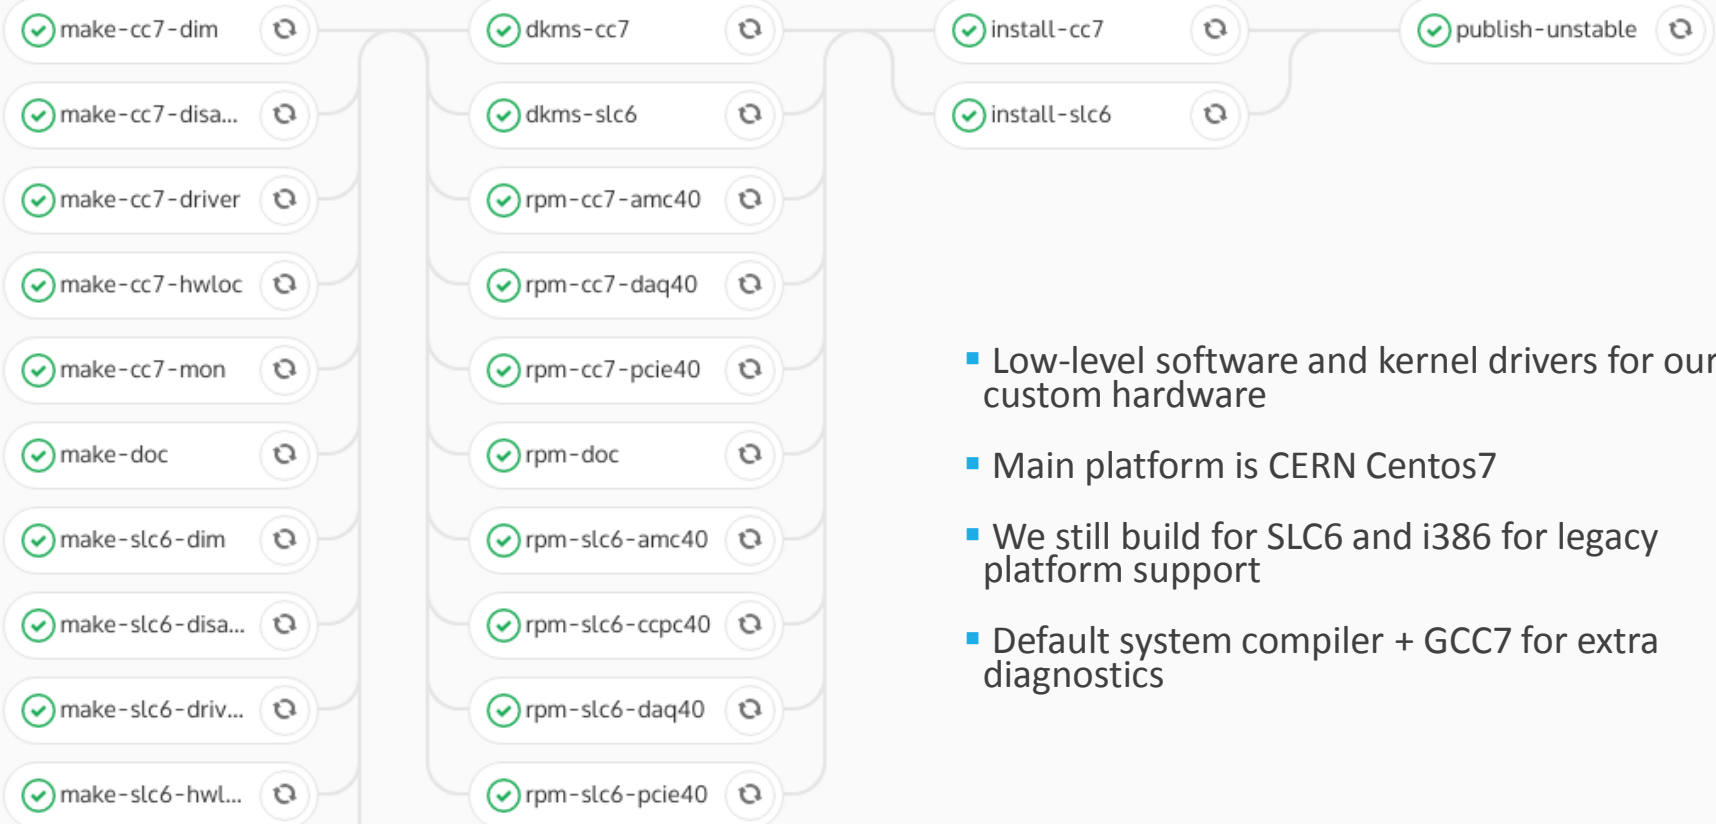 make-cc7-dim
make-cc7-disa...
make-cc7-driver
make-cc7-hwloc
make-cc7-mon
make-doc
make-slc6-dim
make-slc6-disa...
make-slc6-driv...
make-slc6-hwl...
dkms-cc7
dkms-slc6
rpm-cc7-amc40
rpm-cc7-daq40
rpm-cc7-pcie40
rpm-doc
rpm-slc6-amc40
rpm-slc6-ccpc40
rpm-slc6-daq40
rpm-slc6-pcie40
install-cc7
install-slc6
publish-unstable
▪ Low-level software and kernel drivers for our
custom hardware
▪ Main platform is CERN Centos7
▪ We still build for SLC6 and i386 for legacy
platform support
▪ Default system compiler + GCC7 for extra
diagnostics